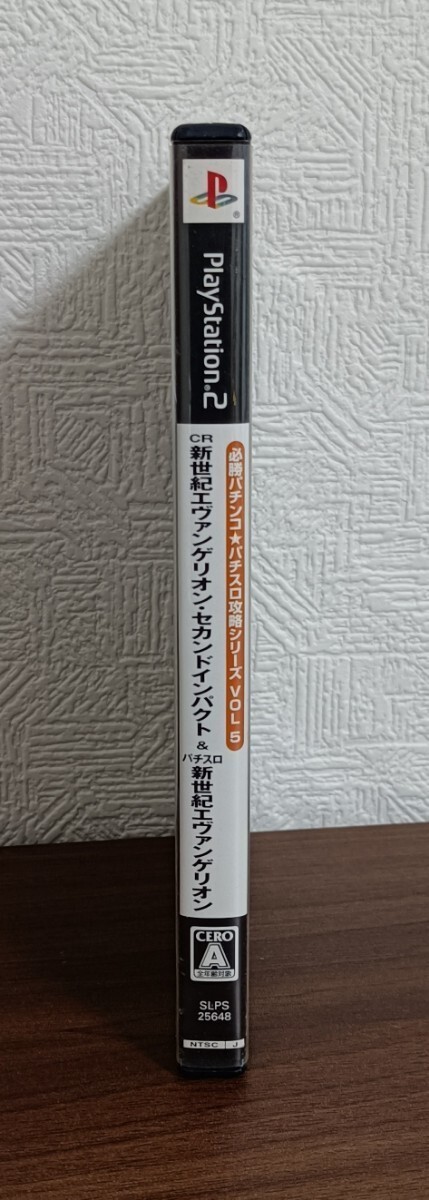 PlayStation®2
必勝パチンコ★パチスロ攻略シリーズ VOL 5
CR 新世紀エヴァンゲリオン・セカンドインパクト & パチスロ 新世紀エヴァンゲリオン
CERO
A
全年齢対象
SLPS
25648
NTSC J